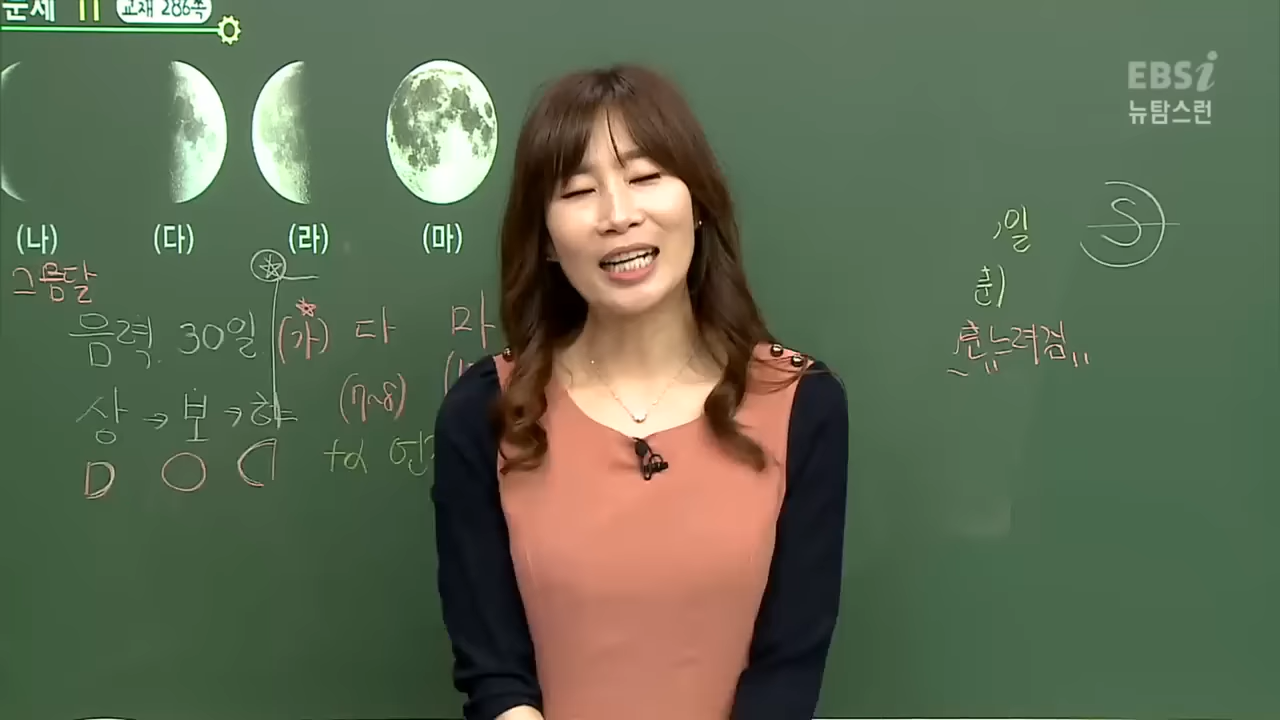 문제 11 교재 286쪽
EBSi
뉴탐스런
(나) (다) (라) (마)
그믐달
음력 30일 (가) 다 마
(7~8)
상 → 보 → 하
+α
일
S